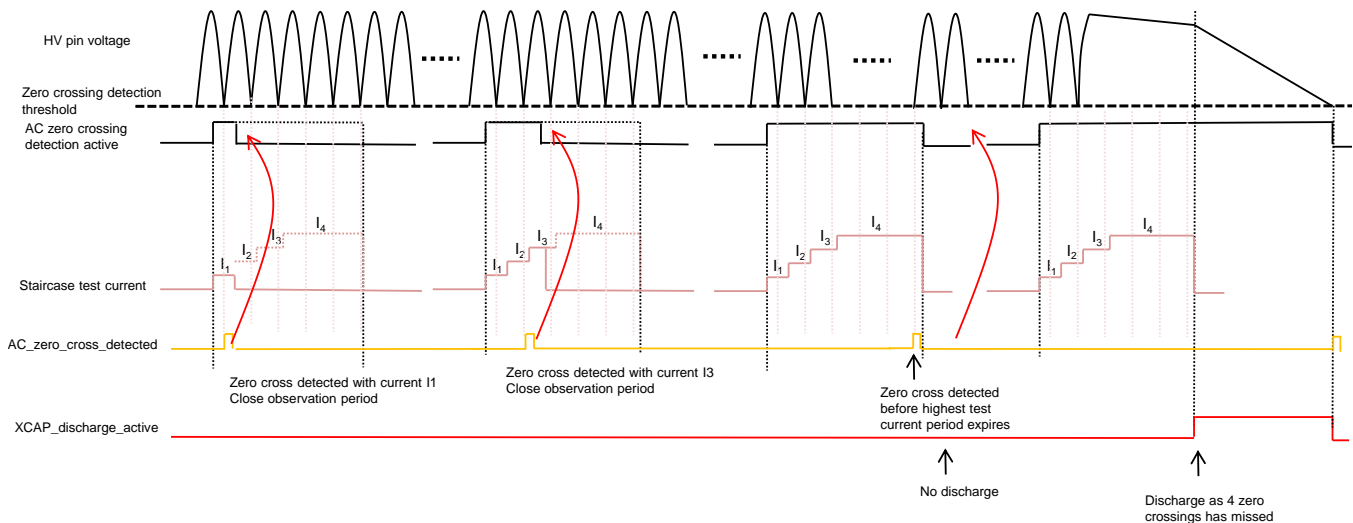 HV pin voltage
Zero crossing detection
threshold
AC zero crossing
detection active
I1
I2
I3
I4
I1
I2
I3
I4
I1
I2
I3
I4
I1
I2
I3
I4
Staircase test current
AC_zero_cross_detected
Zero cross detected with current I1
Close observation period
Zero cross detected with current I3
Close observation period
Zero cross detected
before highest test
current period expires
XCAP_discharge_active
No discharge
Discharge as 4 zero
crossings has missed